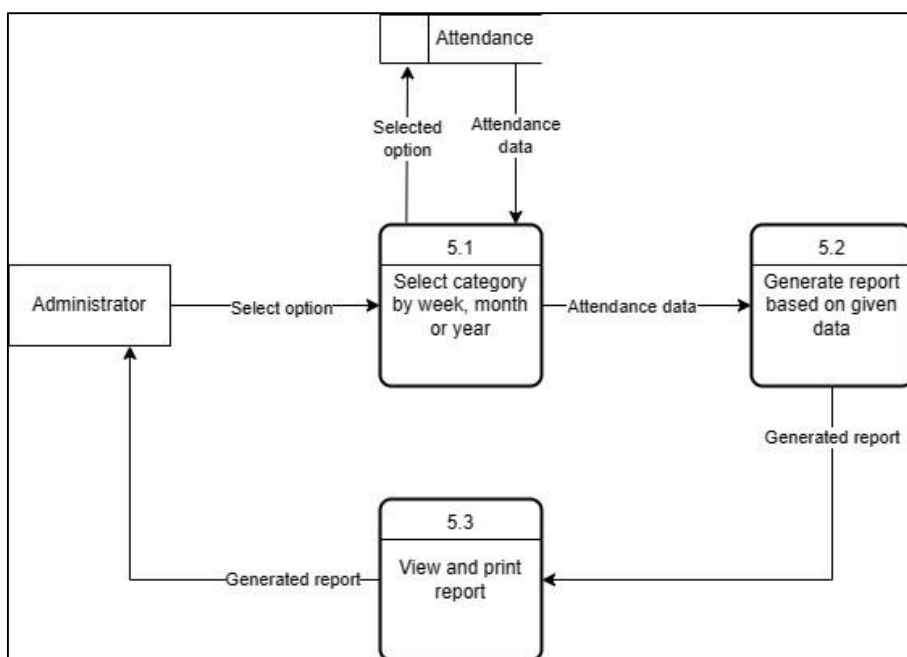 Attendance
Selected
option
Attendance
data
5.1
Select category
by week, month
or year
5.2
Generate report
based on given
data
Administrator
Select option
Attendance data
Generated report
5.3
View and print
report
Generated report